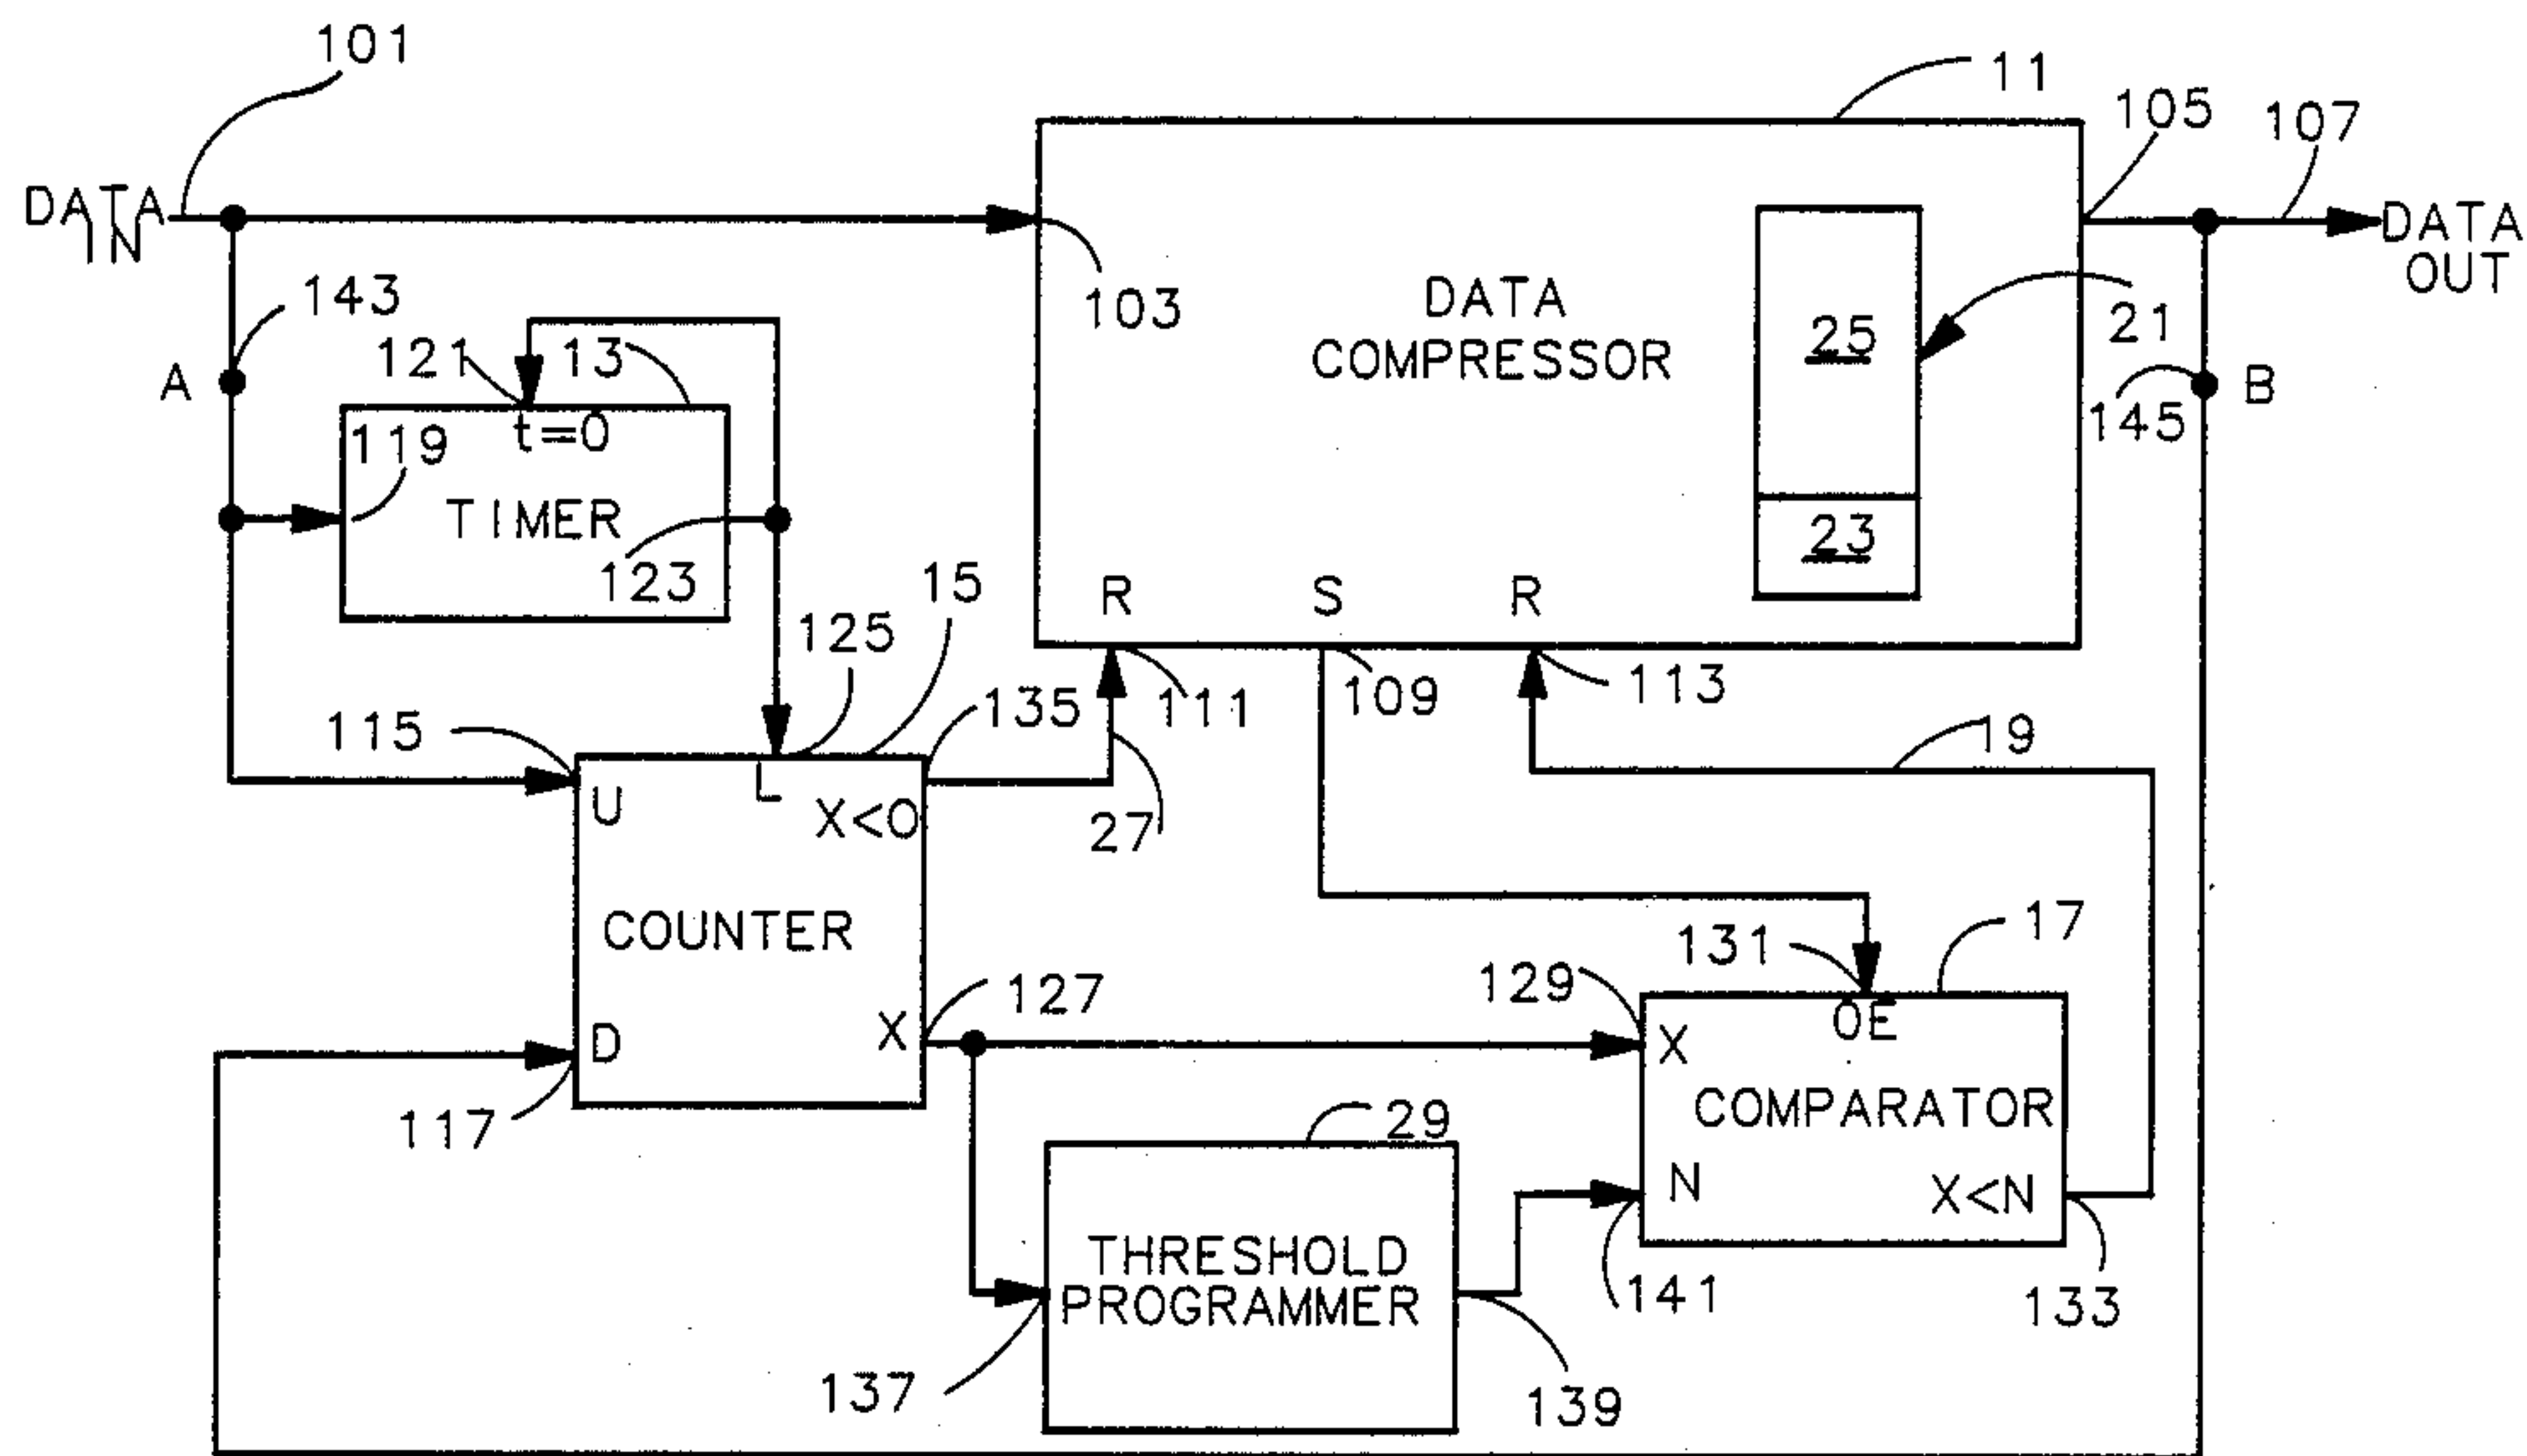 101
11
105
107
DATA
IN
DATA
OUT
143
103
DATA
COMPRESSOR
25
21
121
13
A
145
B
t=0
119
TIMER
23
123
15
R
S
R
125
135
111
109
113
115
19
U
L
X<0
27
COUNTER
131
17
127
129
D
X
X
OE
117
29
COMPARATOR
N
X<N
THRESHOLD
PROGRAMMER
141
133
137
139